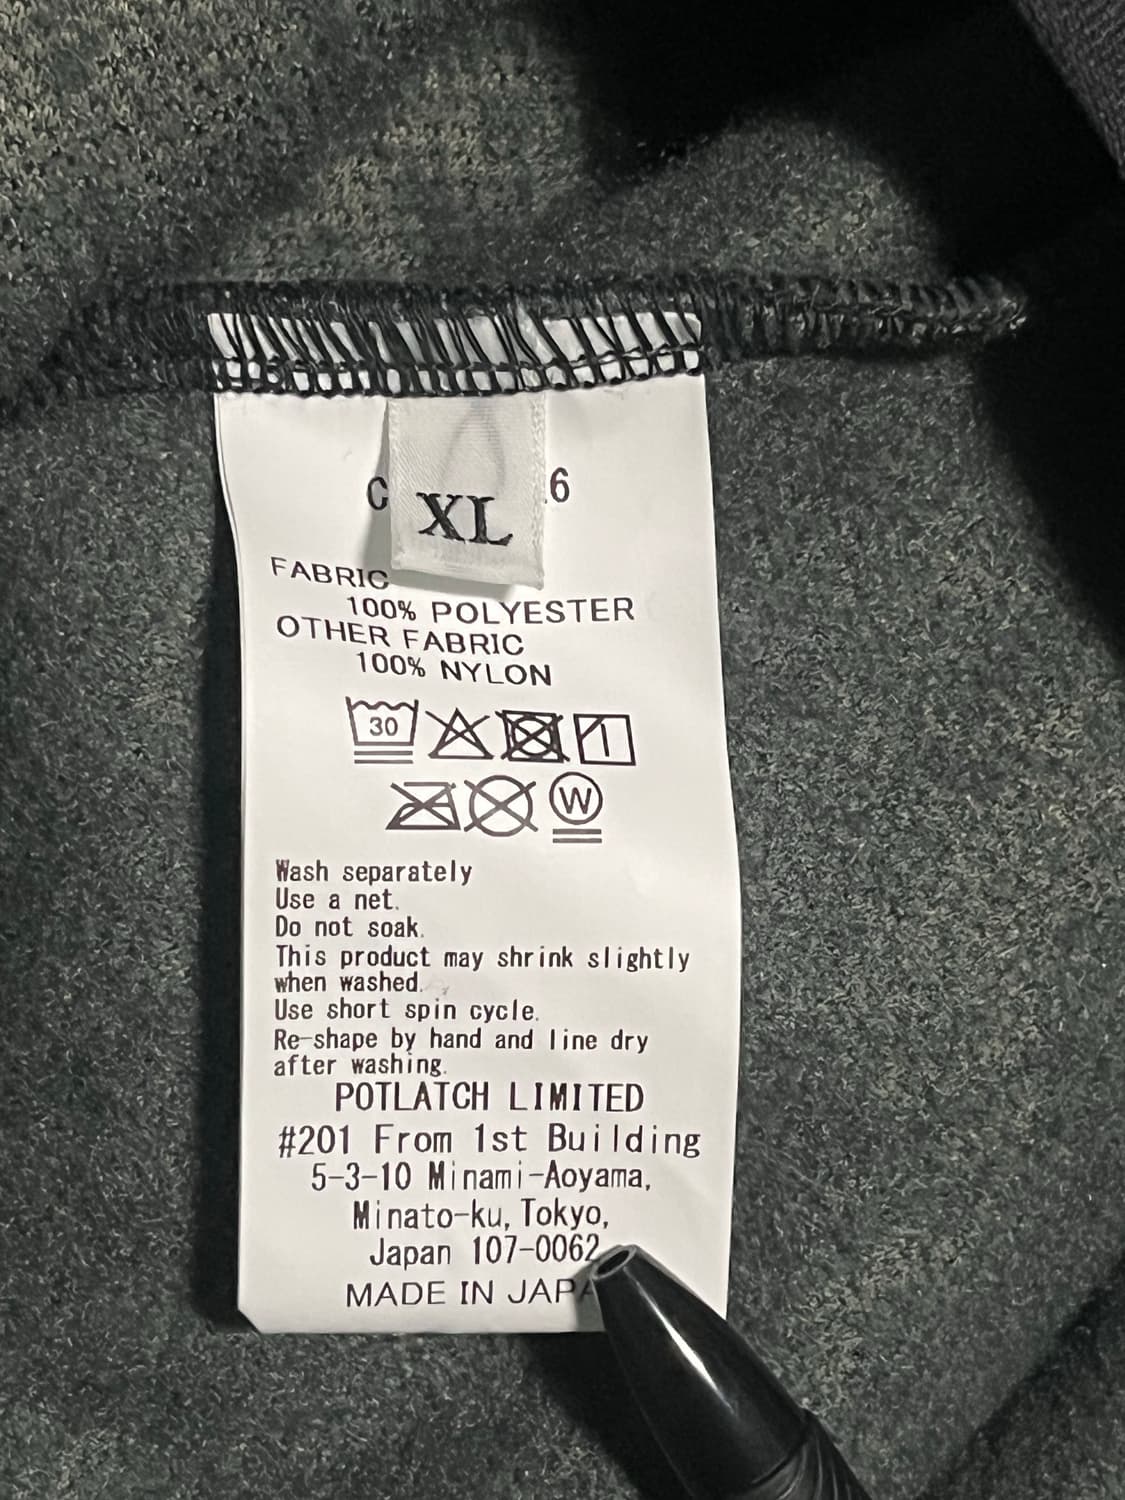 XL
FABRIC
100% POLYESTER
OTHER FABRIC
100% NYLON
30
W
Wash separately
Use a net.
Do not soak.
This product may shrink slightly
when washed.
Use short spin cycle.
Re-shape by hand and line dry
after washing.
POTLATCH LIMITED
#201 From 1st Building
5-3-10 Minami-Aoyama,
Minato-ku, Tokyo,
Japan 107-0062
MADE IN